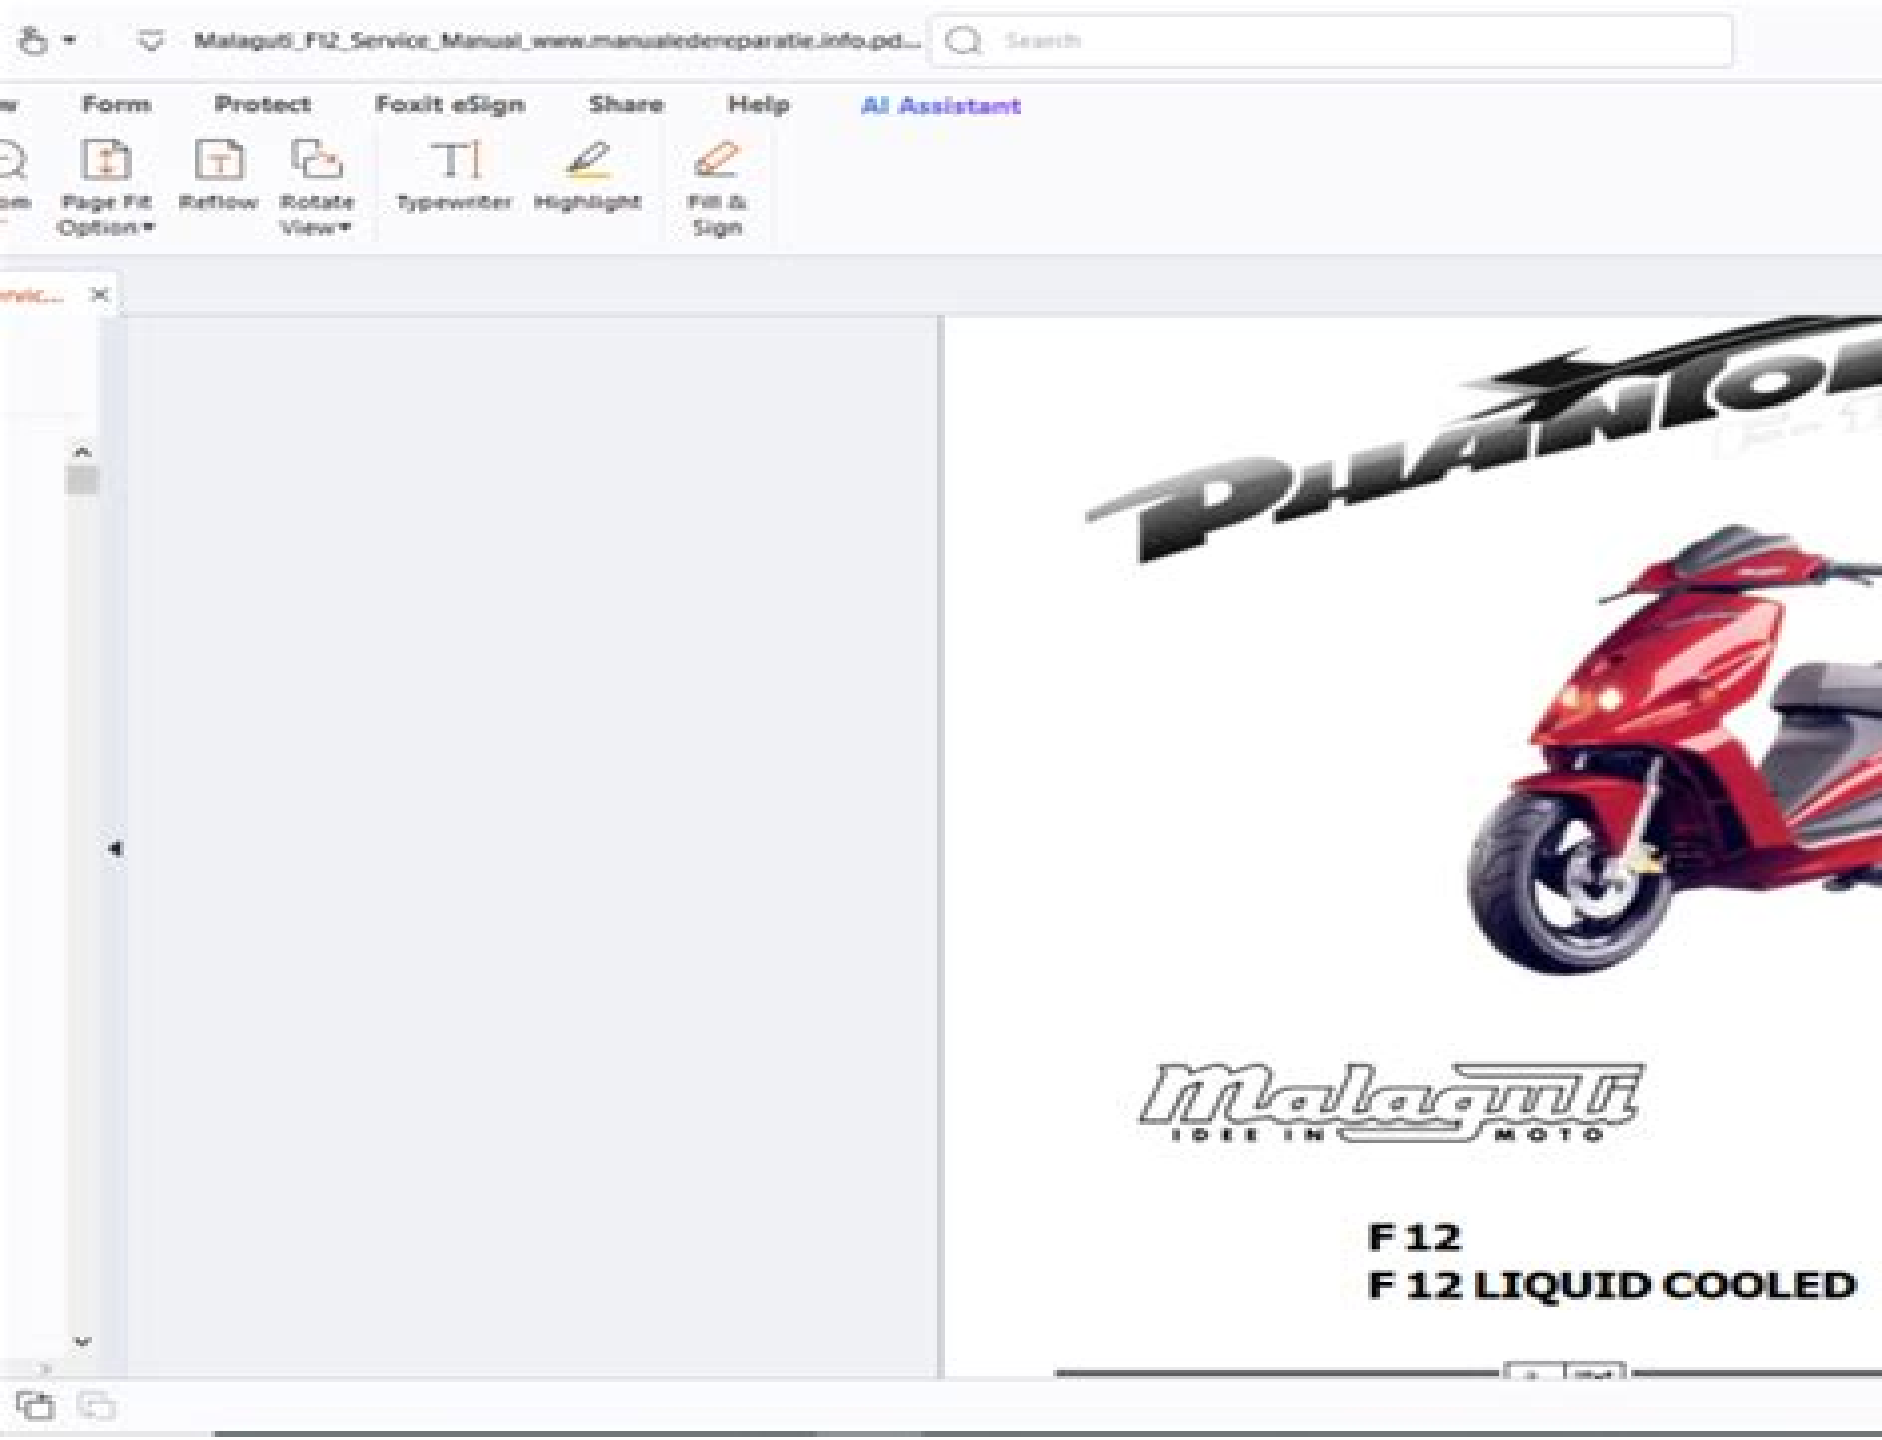 Malaguti_F12_Service_Manual_www.manualedereparatie.info.pd...
Search
Form
Protect
Foxit eSign
Share
Help
AI Assistant
Page Fit
Option
Reflow
Rotate
View
Typewriter
Highlight
Fill &
Sign
Malaguti
IDEE IN MOTO
F 12
F 12 LIQUID COOLED